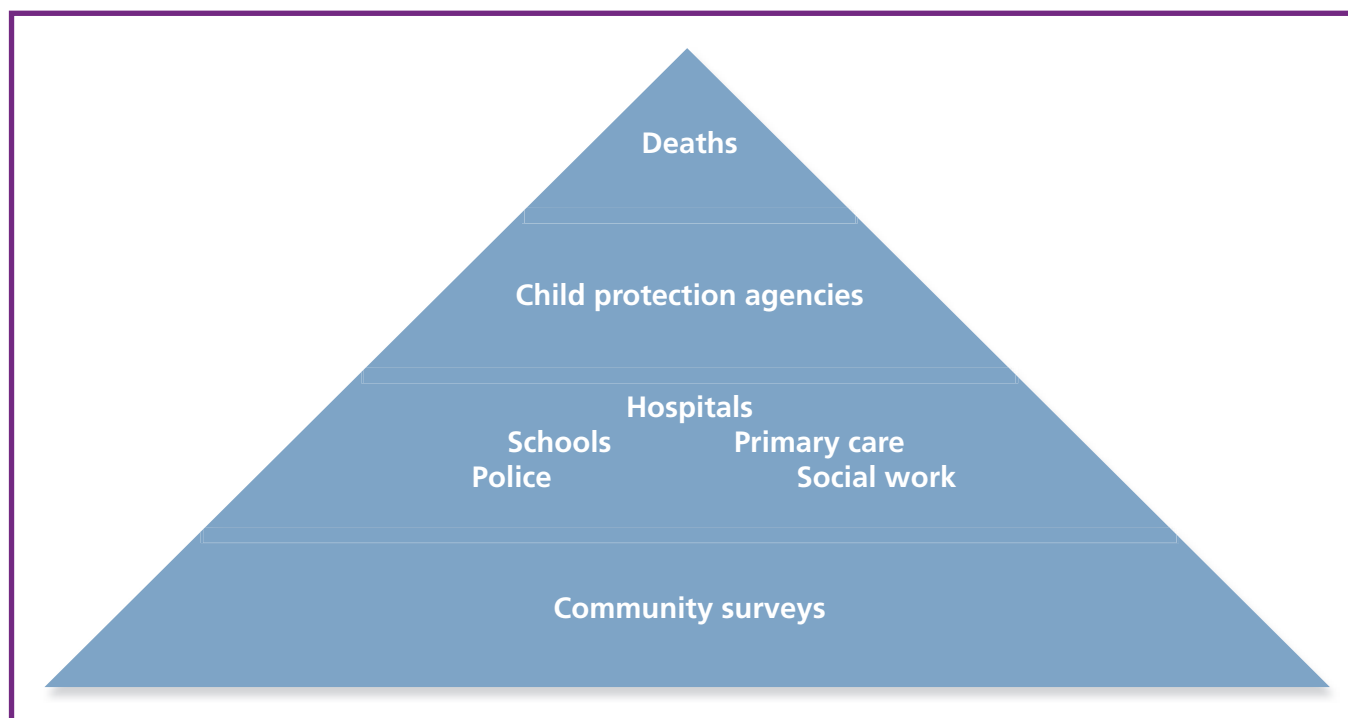 Deaths
Child protection agencies
Hospitals
Schools Primary care
Police Social work
Community surveys